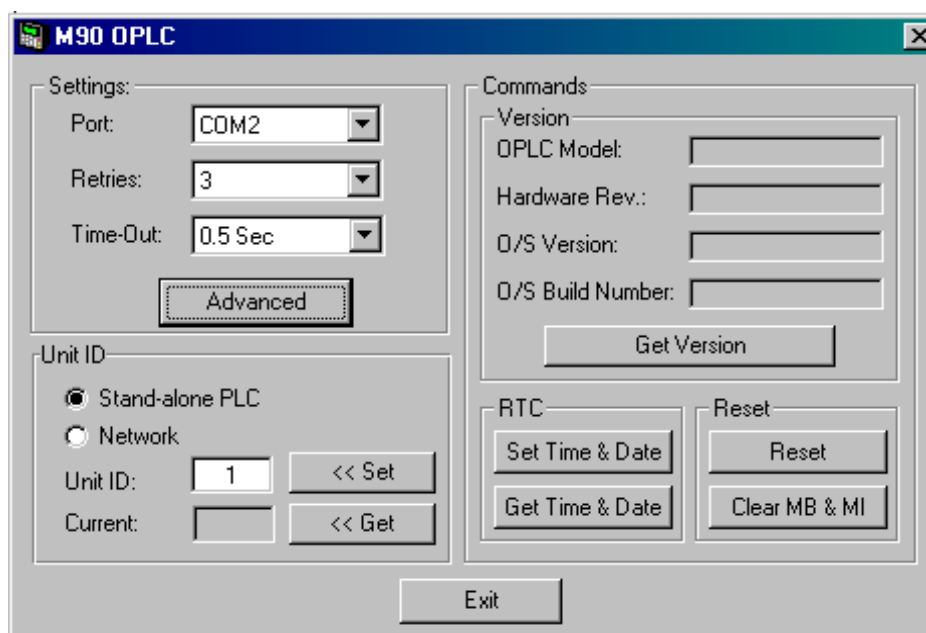 M90 OPLC
Settings:
Port: COM2
Retries: 3
Time-Out: 0.5 Sec
Advanced
Unit ID
Stand-alone PLC
Network
Unit ID: 1 << Set
Current: << Get
Commands
Version
OPLC Model:
Hardware Rev.:
O/S Version:
O/S Build Number:
Get Version
RTC
Set Time & Date
Get Time & Date
Reset
Reset
Clear MB & MI
Exit